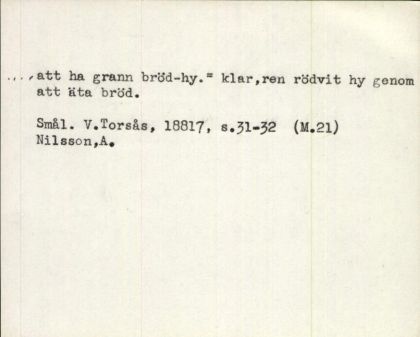 ..., att ha grann bröd-hy.= klar,ren rödvit hy genom
att äta bröd.
Smål. V.Torsås, 18817, s.31-32 (M.21)
Nilsson,A.